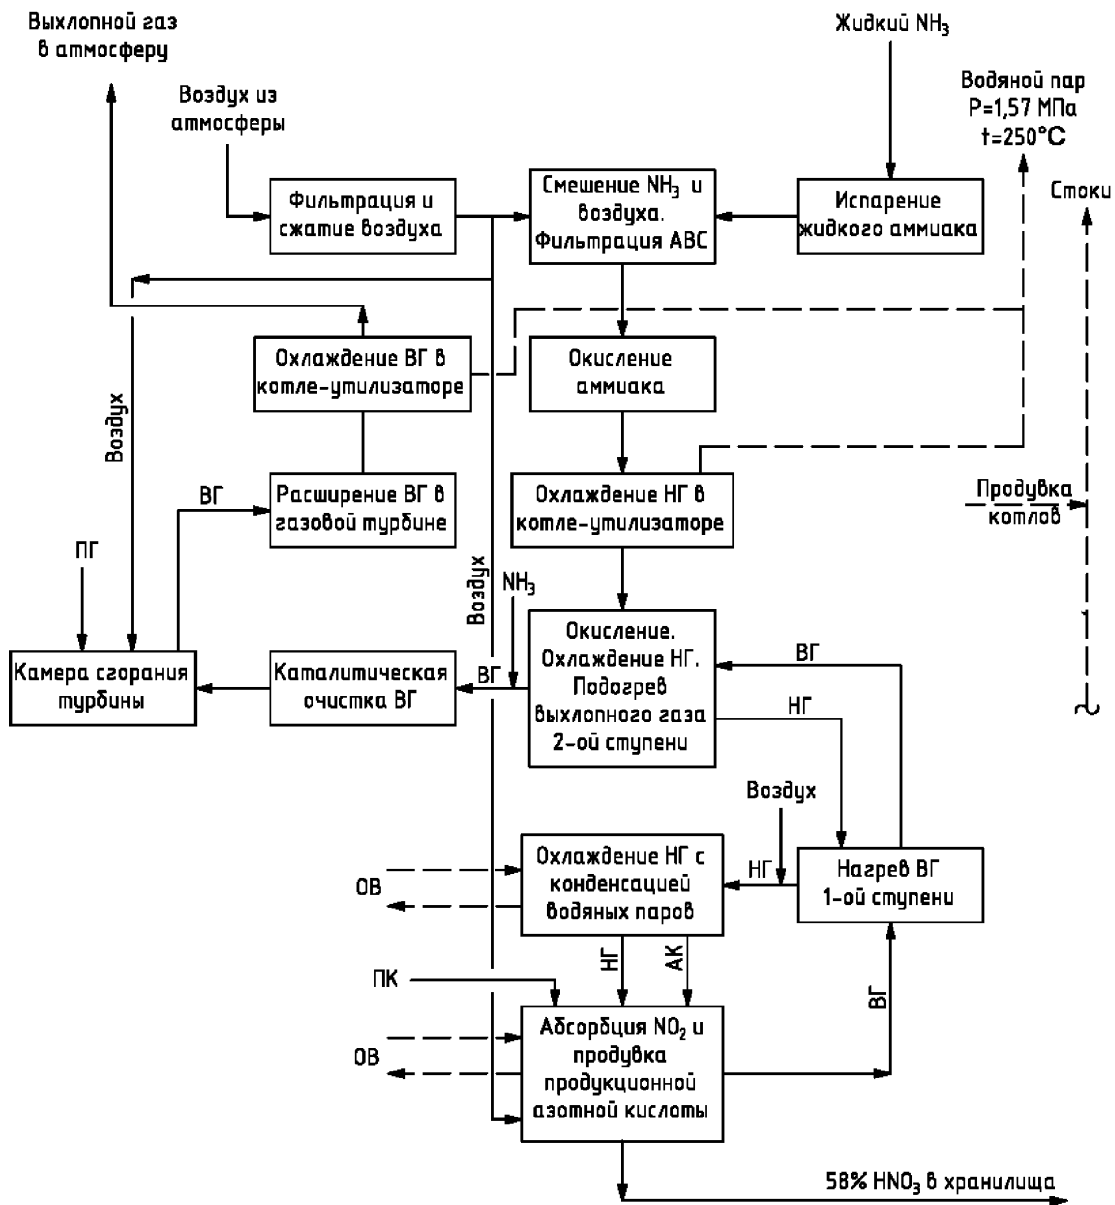 Выхлопной газ
в атмосферу
Жидкий NH₃
Воздух из
атмосферы
Водяной пар
P=1,57 МПа
t=250°C
Стоки
Фильтрация и
сжатие воздуха
Смешение NH₃ и
воздуха.
Фильтрация АВС
Испарение
жидкого аммиака
Воздух
Охлаждение ВГ в
котле-утилизаторе
Окисление
аммиака
ВГ
Расширение ВГ в
газовой турбине
Охлаждение НГ в
котле-утилизаторе
Продувка
котлов
ПГ
Воздух
NH₃
Камера сгорания
турбины
Каталитическая
очистка ВГ
ВГ
Окисление.
Охлаждение НГ.
Подогрев
выхлопного газа
2-ой ступени
ВГ
НГ
Воздух
ОВ
Охлаждение НГ с
конденсацией
водяных паров
НГ
Нагрев ВГ
1-ой ступени
НГ
АК
ВГ
ПК
ОВ
Абсорбция NO₂ и
продувка
продукционной
азотной кислоты
58% HNO₃ в хранилища